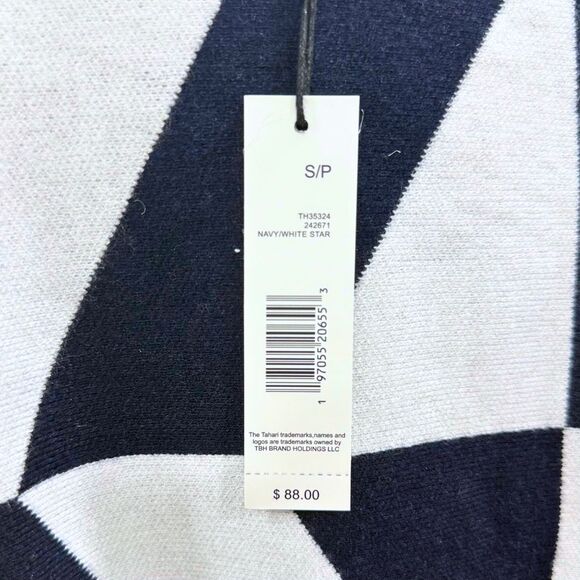 S/P
TH35324
242671
NAVY/WHITE STAR
1 97055 20655 3
The Tahari trademarks,names and
logos are trademarks owned by
TBH BRAND HOLDINGS LLC
$ 88.00